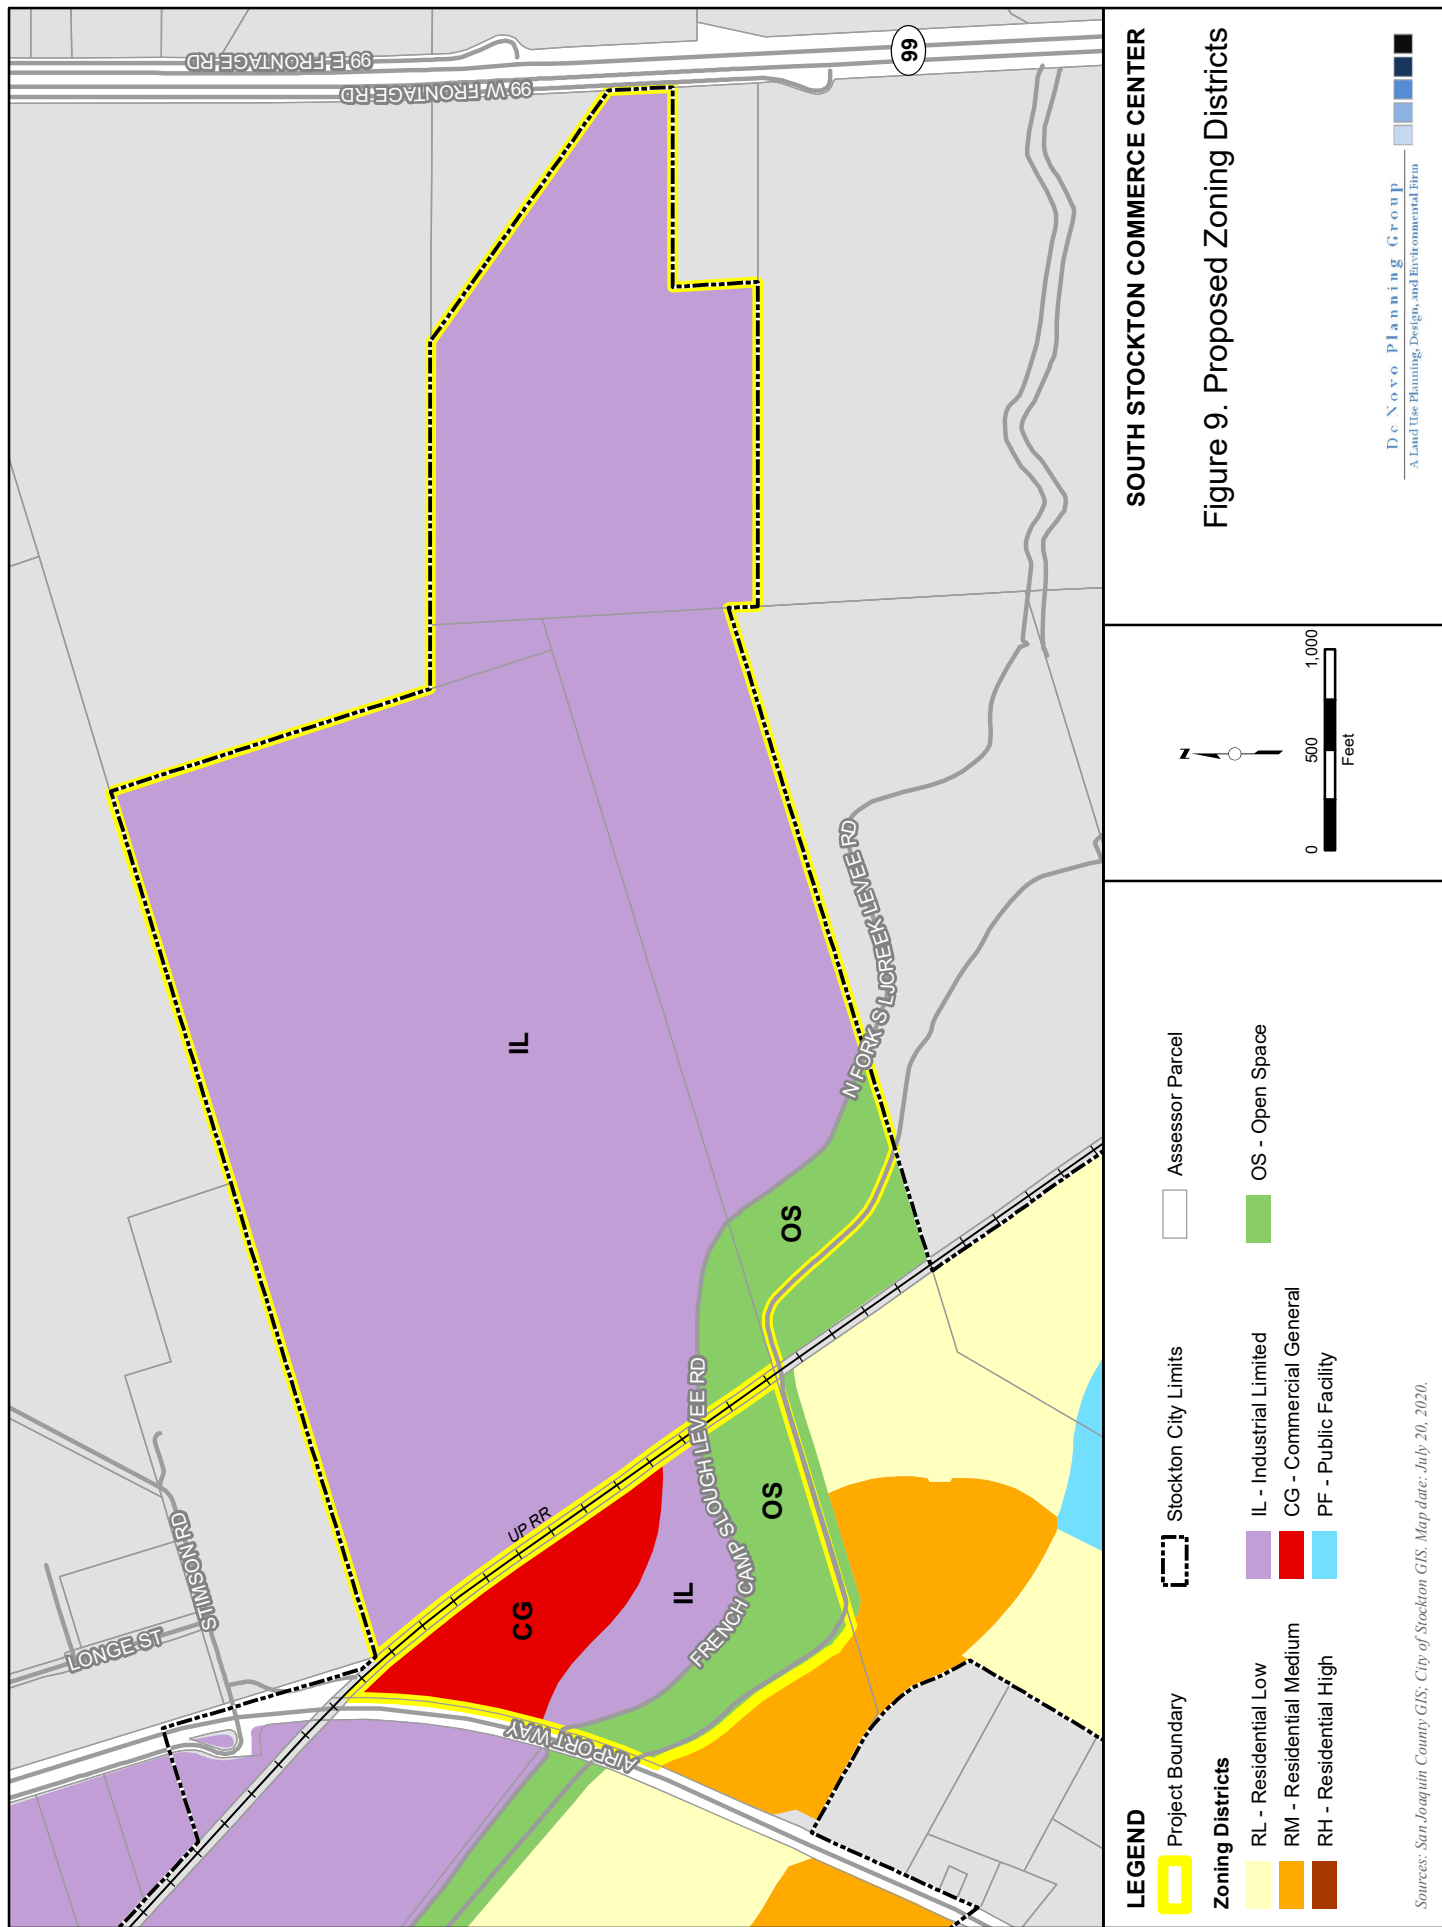 99 E FRONTAGE RD
99 W FRONTAGE RD
99
STIMSON RD
LONGE ST
UP RR
AIRPORT WAY
FRENCH CAMP SLOUGH LEVEE RD
N FORK S LJCREEK LEVEE RD
IL
CG
IL
OS
OS
LEGEND
Project Boundary
Stockton City Limits
Assessor Parcel
Zoning Districts
RL - Residential Low
RM - Residential Medium
RH - Residential High
IL - Industrial Limited
CG - Commercial General
PF - Public Facility
OS - Open Space
Sources: San Joaquin County GIS; City of Stockton GIS. Map date: July 20, 2020.
N
0 500 1,000
Feet
SOUTH STOCKTON COMMERCE CENTER
Figure 9. Proposed Zoning Districts
De Novo Planning Group
A Land Use Planning, Design, and Environmental Firm